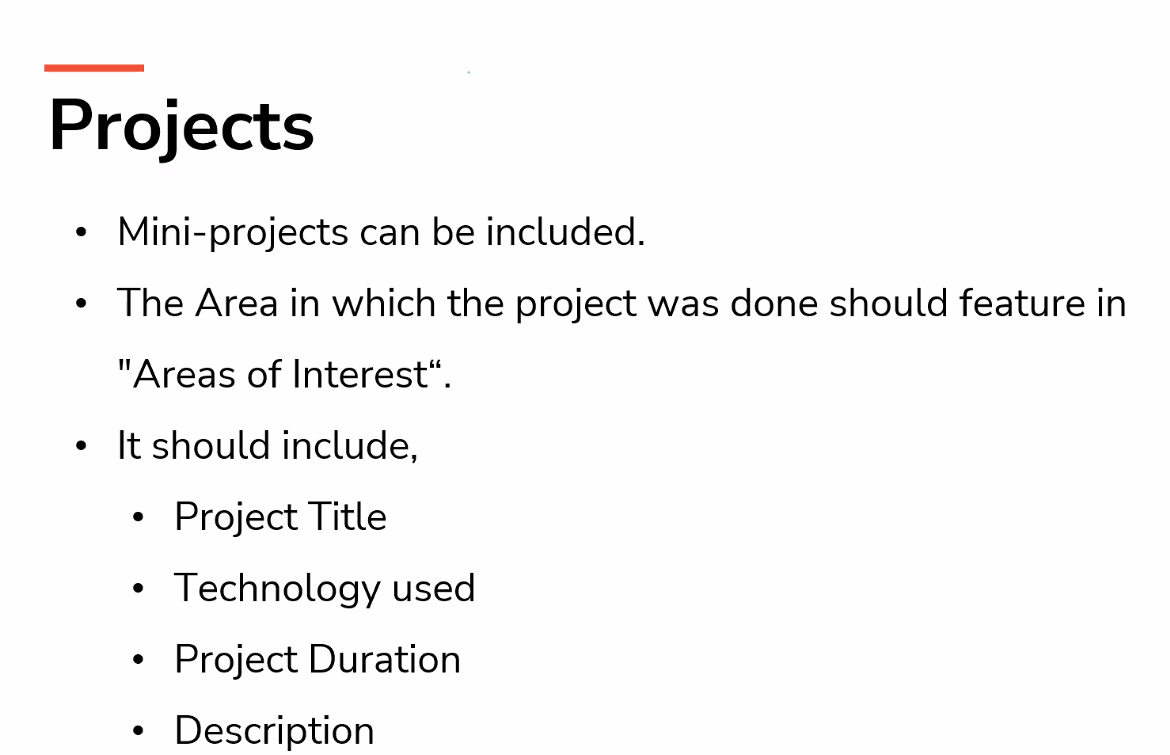 Projects
• Mini-projects can be included.
• The Area in which the project was done should feature in
"Areas of Interest“.
• It should include,
• Project Title
• Technology used
• Project Duration
• Description